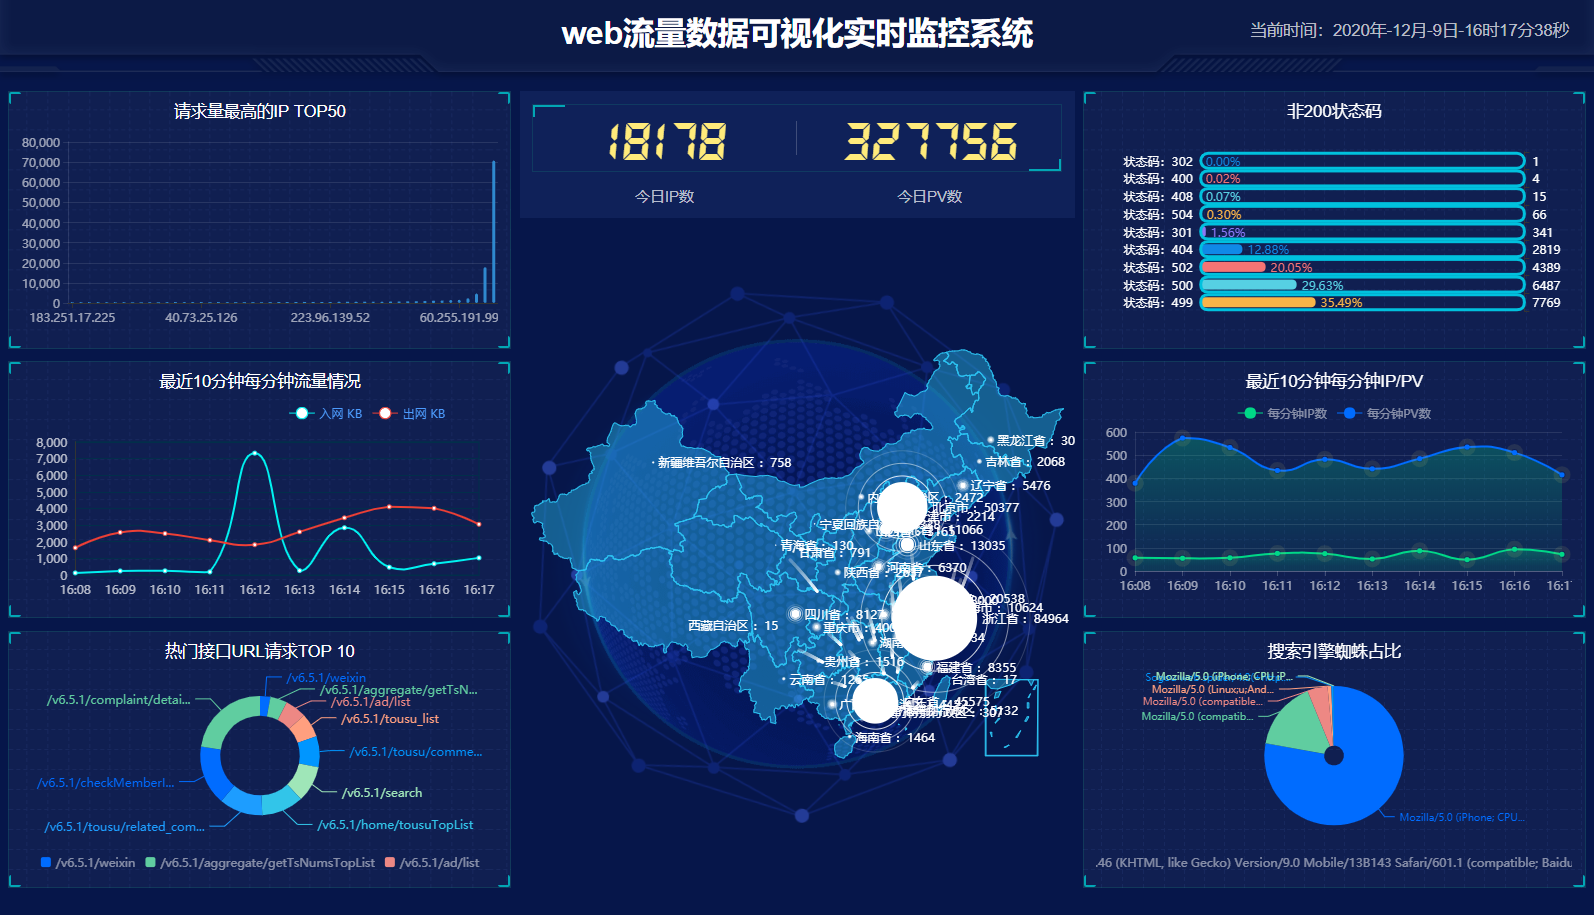 web流量数据可视化实时监控系统
当前时间：2020年-12月-9日-16时17分38秒
请求量最高的IP TOP50
80,000
70,000
60,000
50,000
40,000
30,000
20,000
10,000
0
183.251.17.225 40.73.25.126 223.96.139.52 60.255.191.99
最近10分钟每分钟流量情况
入网 KB 出网 KB
8,000
7,000
6,000
5,000
4,000
3,000
2,000
1,000
0
16:08 16:09 16:10 16:11 16:12 16:13 16:14 16:15 16:16 16:17
热门接口URL请求TOP 10
/v6.5.1/weixin
/v6.5.1/aggregate/getTsN...
/v6.5.1/complaint/detai...
/v6.5.1/ad/list
/v6.5.1/tousu_list
/v6.5.1/tousu/comme...
/v6.5.1/checkMemberI...
/v6.5.1/search
/v6.5.1/tousu/related_com...
/v6.5.1/home/tousuTopList
/v6.5.1/weixin /v6.5.1/aggregate/getTsNumsTopList /v6.5.1/ad/list
18178 327756
今日IP数 今日PV数
黑龙江省： 30
新疆维吾尔自治区： 758
吉林省： 2068
辽宁省： 5476
区： 2472
北京市： 50377
津市： 2214
宁夏回族自
11066
青海省： 130
山东省： 13035
甘肃省： 791
河南省： 6370
陕西省： 2
20538
海市： 10624
四川省： 8127
浙江省： 84964
西藏自治区： 15
重庆市： 400
湖南
贵州省： 1516
福建省： 8355
云南省： 1265
台湾省： 17
东省： 45575
5132
海南省： 1464
非200状态码
状态码：302 0.00% 1
状态码：400 0.02% 4
状态码：408 0.07% 15
状态码：504 0.30% 66
状态码：301 1.56% 341
状态码：404 12.88% 2819
状态码：502 20.05% 4389
状态码：500 29.63% 6487
状态码：499 35.49% 7769
最近10分钟每分钟IP/PV
每分钟IP数 每分钟PV数
600
500
400
300
200
100
0
16:08 16:09 16:10 16:11 16:12 16:13 16:14 16:15 16:16 16:1
搜索引擎蜘蛛占比
Mozilla/5.0 (iPhone; CPU iP...
Mozilla/5.0 (Linux;u;And...
Mozilla/5.0 (compatible...
Mozilla/5.0 (compatib...
Mozilla/5.0 (iPhone; CPU...
.46 (KHTML, like Gecko) Version/9.0 Mobile/13B143 Safari/601.1 (compatible; Baidu